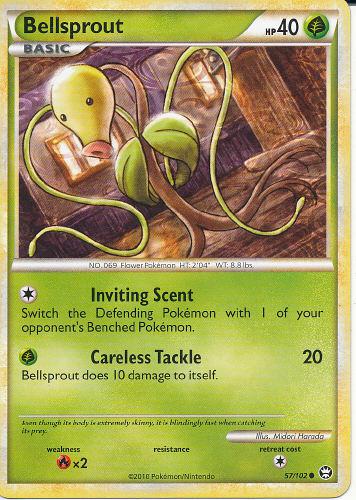 Bellsprout HP40
BASIC
NO. 069 Flower Pokémon HT: 2'04" WT: 8.8 lbs.
Inviting Scent
Switch the Defending Pokémon with 1 of your
opponent's Benched Pokémon.
Careless Tackle 20
Bellsprout does 10 damage to itself.
Even though its body is extremely skinny, it is blindingly fast when catching
its prey.
Illus. Midori Harada
weakness resistance retreat cost
×2
57/102
©2010 Pokémon/Nintendo